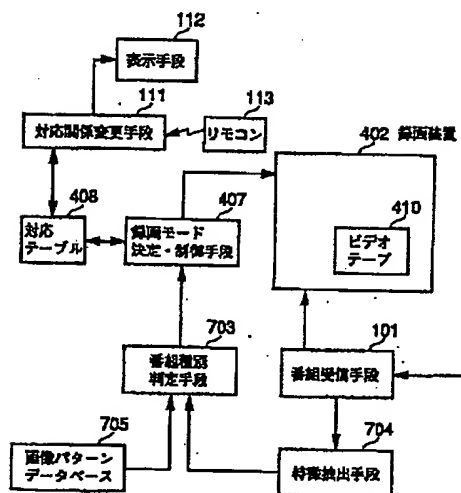 112
表示手段
111
対応関係変更手段
113
リモコン
402 録画装置
408
対応
テーブル
407
録画モード
決定・制御手段
410
ビデオ
テープ
703
番組種別
判定手段
101
番組受信手段
705
画像パターン
データベース
704
特徴抽出手段